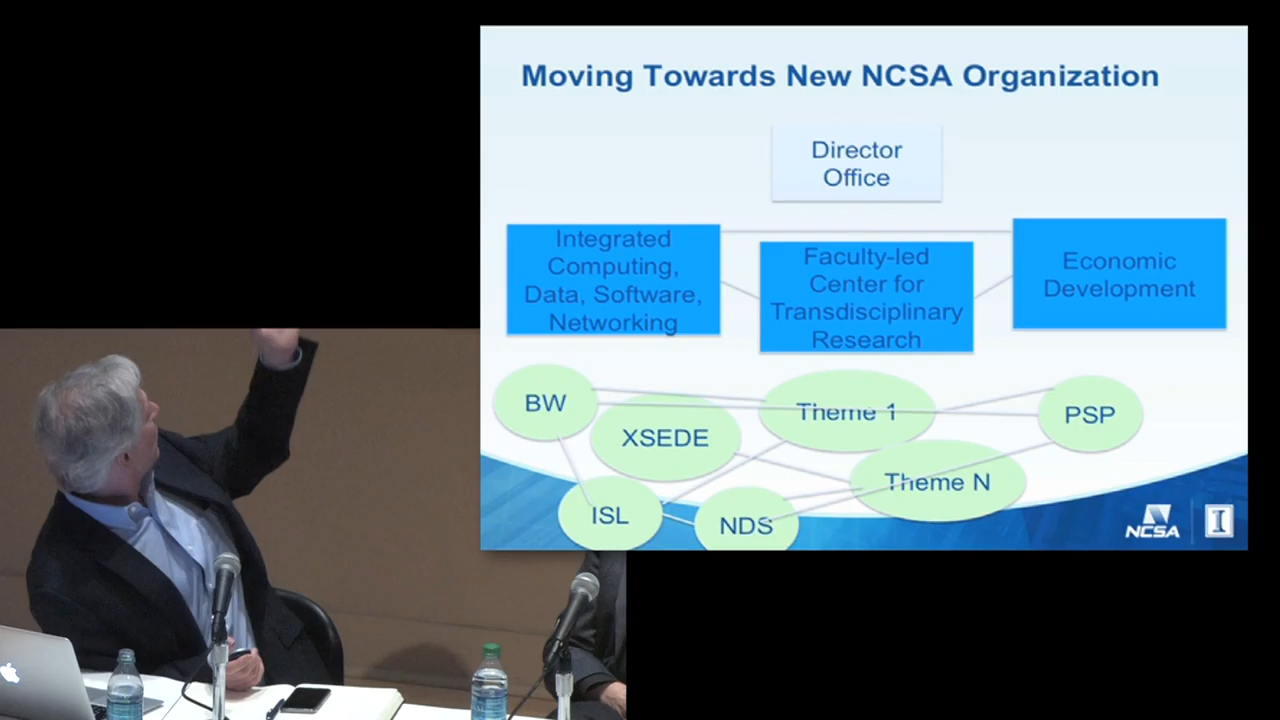 Moving Towards New NCSA Organization
Director
Office
Integrated
Computing,
Data, Software,
Networking
Faculty-led
Center for
Transdisciplinary
Research
Economic
Development
BW
XSEDE
Theme 1
PSP
ISL
NDS
Theme N
NCSA
I